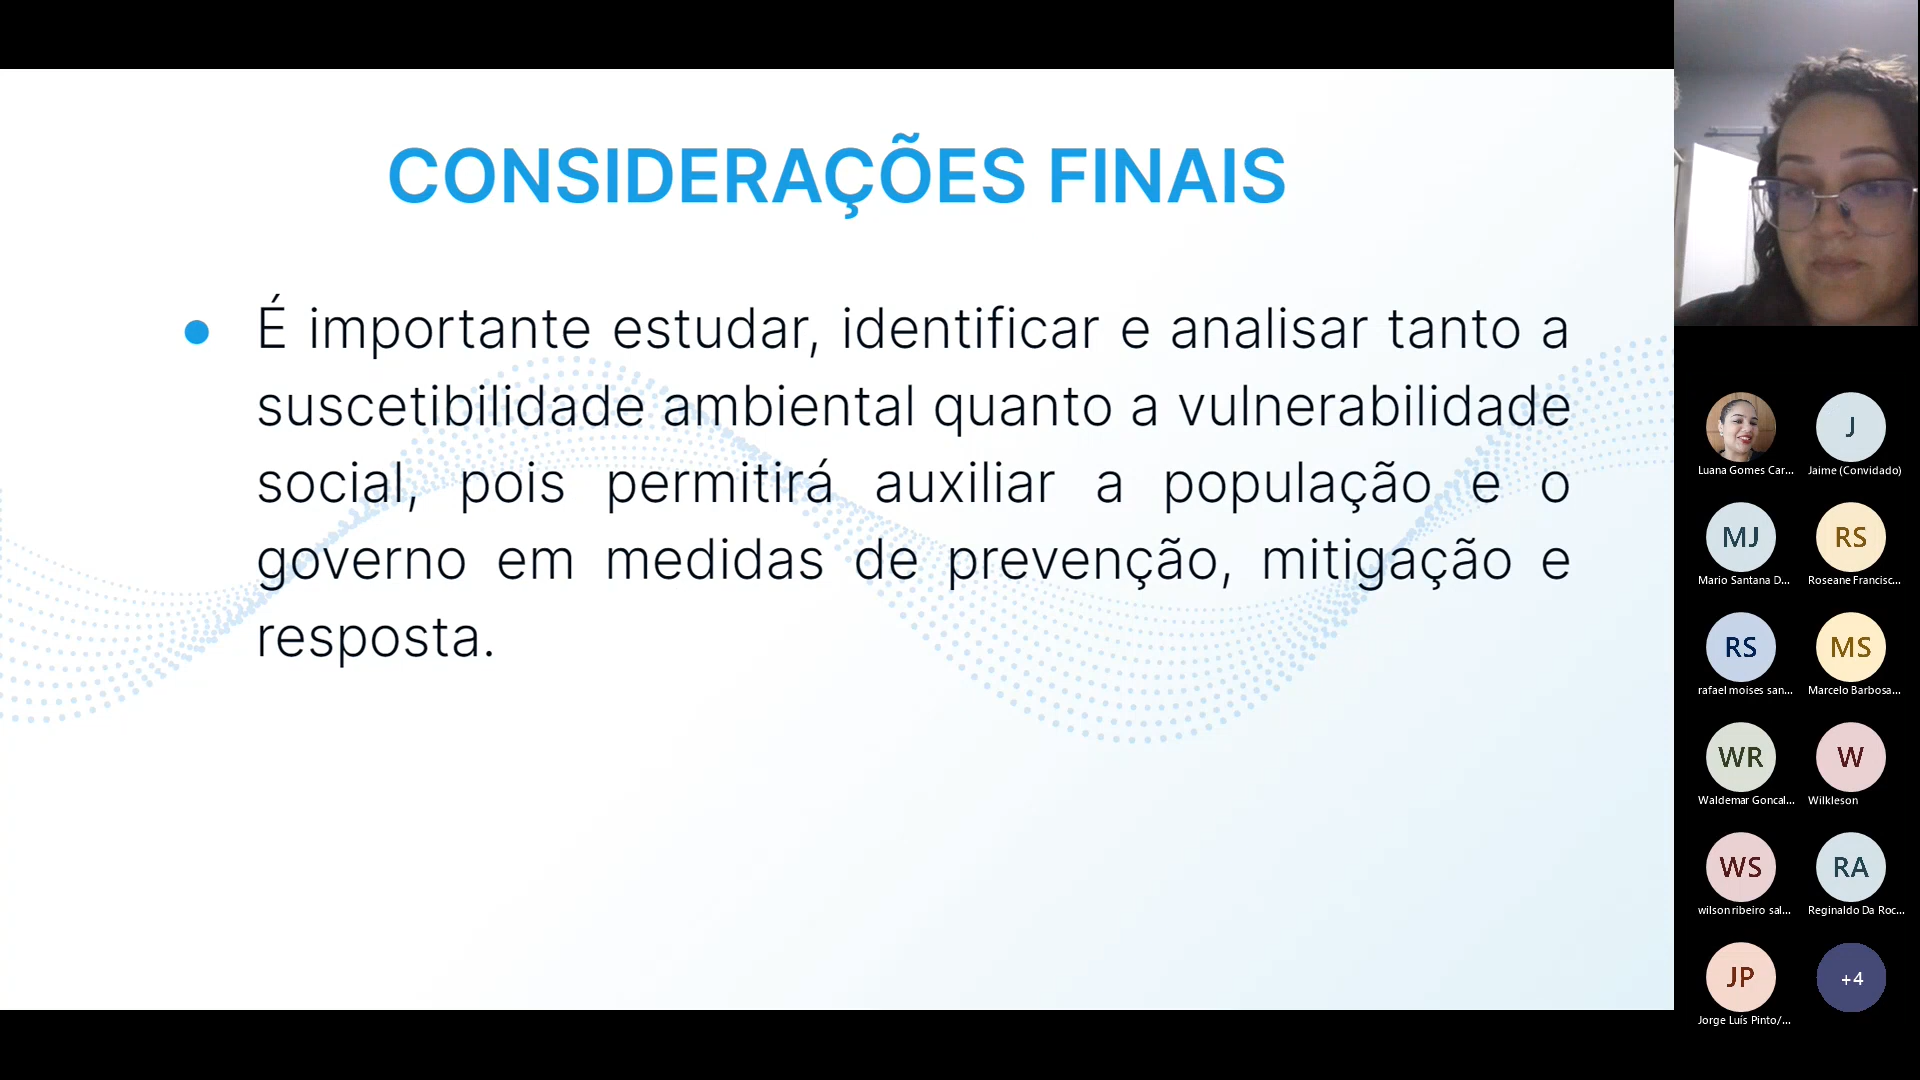 CONSIDERAÇÕES FINAIS
É importante estudar, identificar e analisar tanto a
suscetibilidade ambiental quanto a vulnerabilidade
social, pois permitirá auxiliar a população e o
governo em medidas de prevenção, mitigação e
resposta.
Luana Gomes Car...
J
Jaime (Convidado)
MJ
Mario Santana D...
RS
Roseane Francisc...
RS
rafael moises san...
MS
Marcelo Barbosa...
WR
Waldemar Goncal...
W
Wilkleson
WS
wilson ribeiro sal...
RA
Reginaldo Da Roc...
JP
Jorge Luís Pinto/...
+4